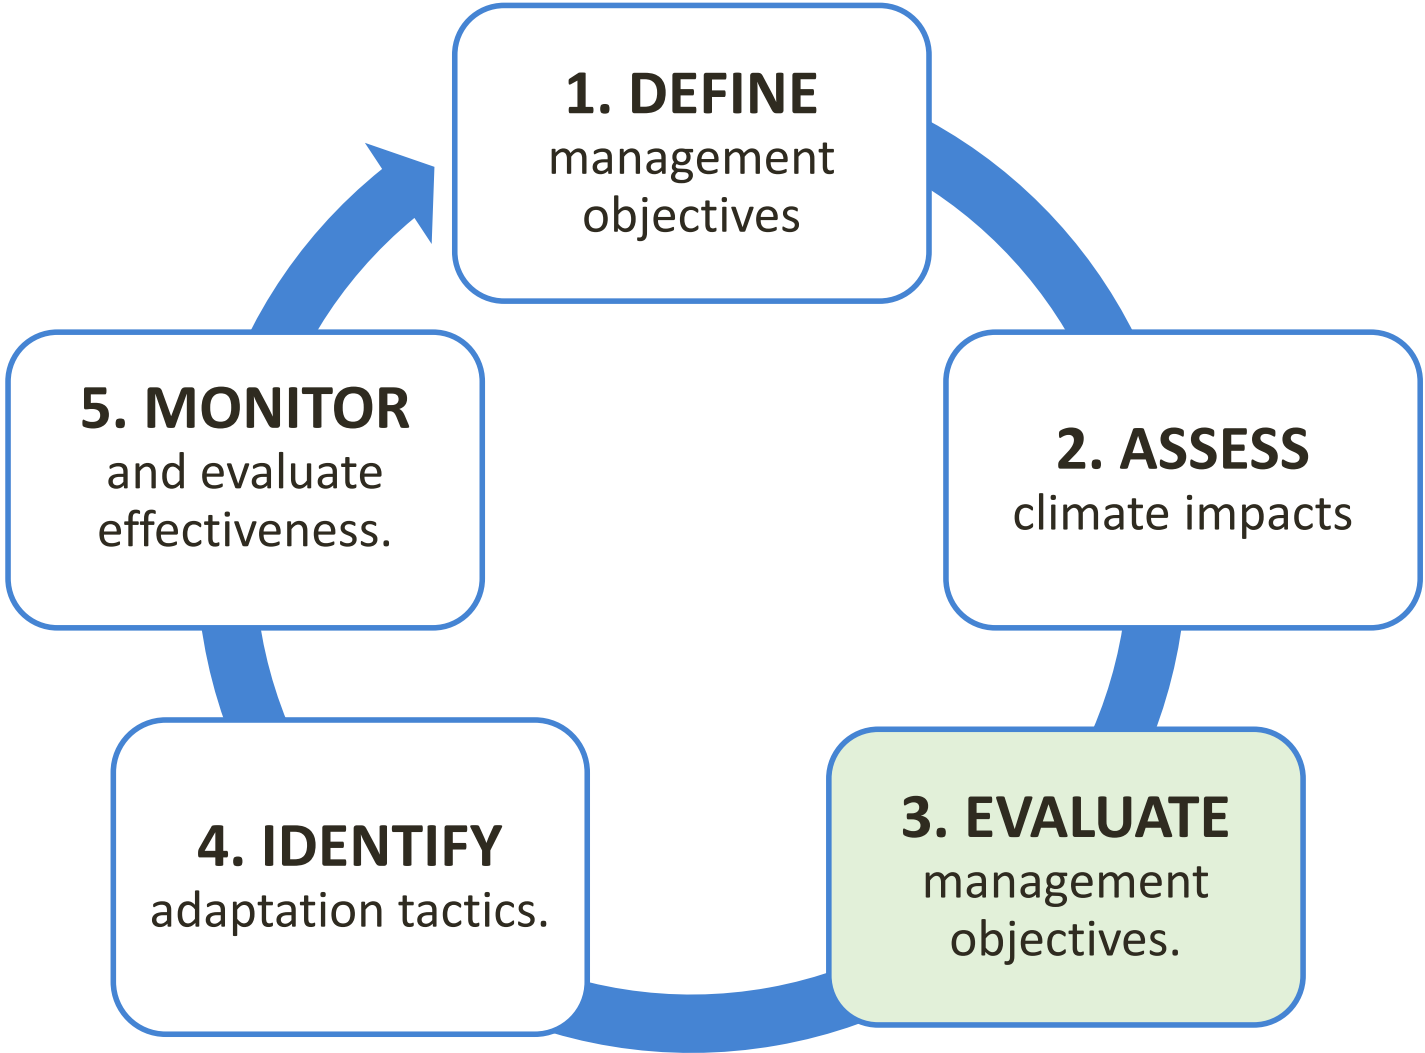 1. DEFINE
management
objectives
2. ASSESS
climate impacts
3. EVALUATE
management
objectives.
4. IDENTIFY
adaptation tactics.
5. MONITOR
and evaluate
effectiveness.